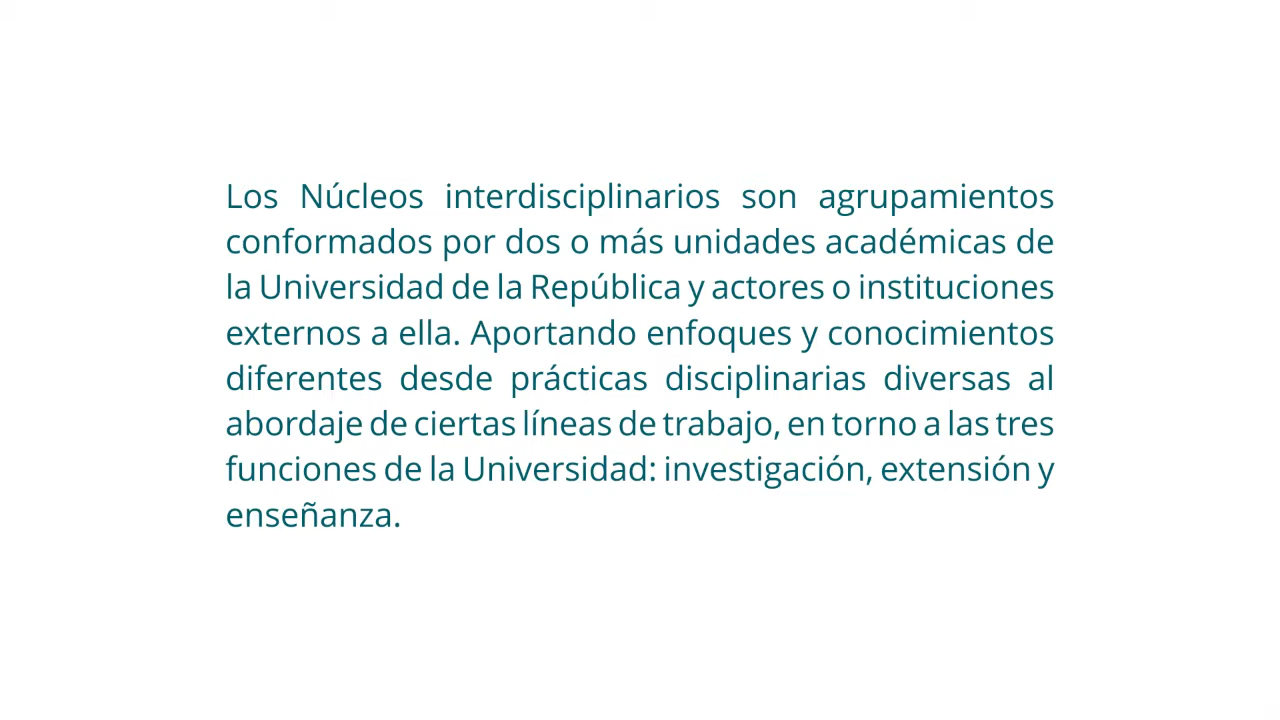 Los Núcleos interdisciplinarios son agrupamientos
conformados por dos o más unidades académicas de
la Universidad de la República y actores o instituciones
externos a ella. Aportando enfoques y conocimientos
diferentes desde prácticas disciplinarias diversas al
abordaje de ciertas líneas de trabajo, en torno a las tres
funciones de la Universidad: investigación, extensión y
enseñanza.